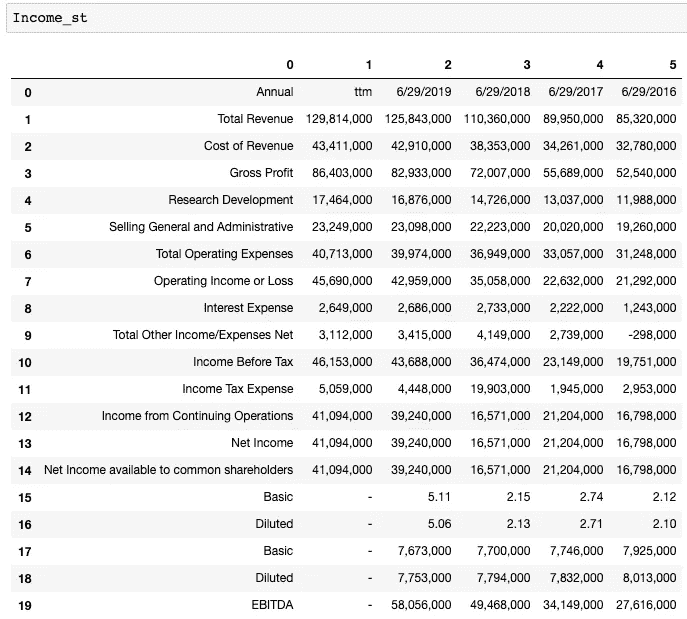 Income_st
0 1 2 3 4 5
0 Annual ttm 6/29/2019 6/29/2018 6/29/2017 6/29/2016
1 Total Revenue 129,814,000 125,843,000 110,360,000 89,950,000 85,320,000
2 Cost of Revenue 43,411,000 42,910,000 38,353,000 34,261,000 32,780,000
3 Gross Profit 86,403,000 82,933,000 72,007,000 55,689,000 52,540,000
4 Research Development 17,464,000 16,876,000 14,726,000 13,037,000 11,988,000
5 Selling General and Administrative 23,249,000 23,098,000 22,223,000 20,020,000 19,260,000
6 Total Operating Expenses 40,713,000 39,974,000 36,949,000 33,057,000 31,248,000
7 Operating Income or Loss 45,690,000 42,959,000 35,058,000 22,632,000 21,292,000
8 Interest Expense 2,649,000 2,686,000 2,733,000 2,222,000 1,243,000
9 Total Other Income/Expenses Net 3,112,000 3,415,000 4,149,000 2,739,000 -298,000
10 Income Before Tax 46,153,000 43,688,000 36,474,000 23,149,000 19,751,000
11 Income Tax Expense 5,059,000 4,448,000 19,903,000 1,945,000 2,953,000
12 Income from Continuing Operations 41,094,000 39,240,000 16,571,000 21,204,000 16,798,000
13 Net Income 41,094,000 39,240,000 16,571,000 21,204,000 16,798,000
14 Net Income available to common shareholders 41,094,000 39,240,000 16,571,000 21,204,000 16,798,000
15 Basic - 5.11 2.15 2.74 2.12
16 Diluted - 5.06 2.13 2.71 2.10
17 Basic - 7,673,000 7,700,000 7,746,000 7,925,000
18 Diluted - 7,753,000 7,794,000 7,832,000 8,013,000
19 EBITDA - 58,056,000 49,468,000 34,149,000 27,616,000